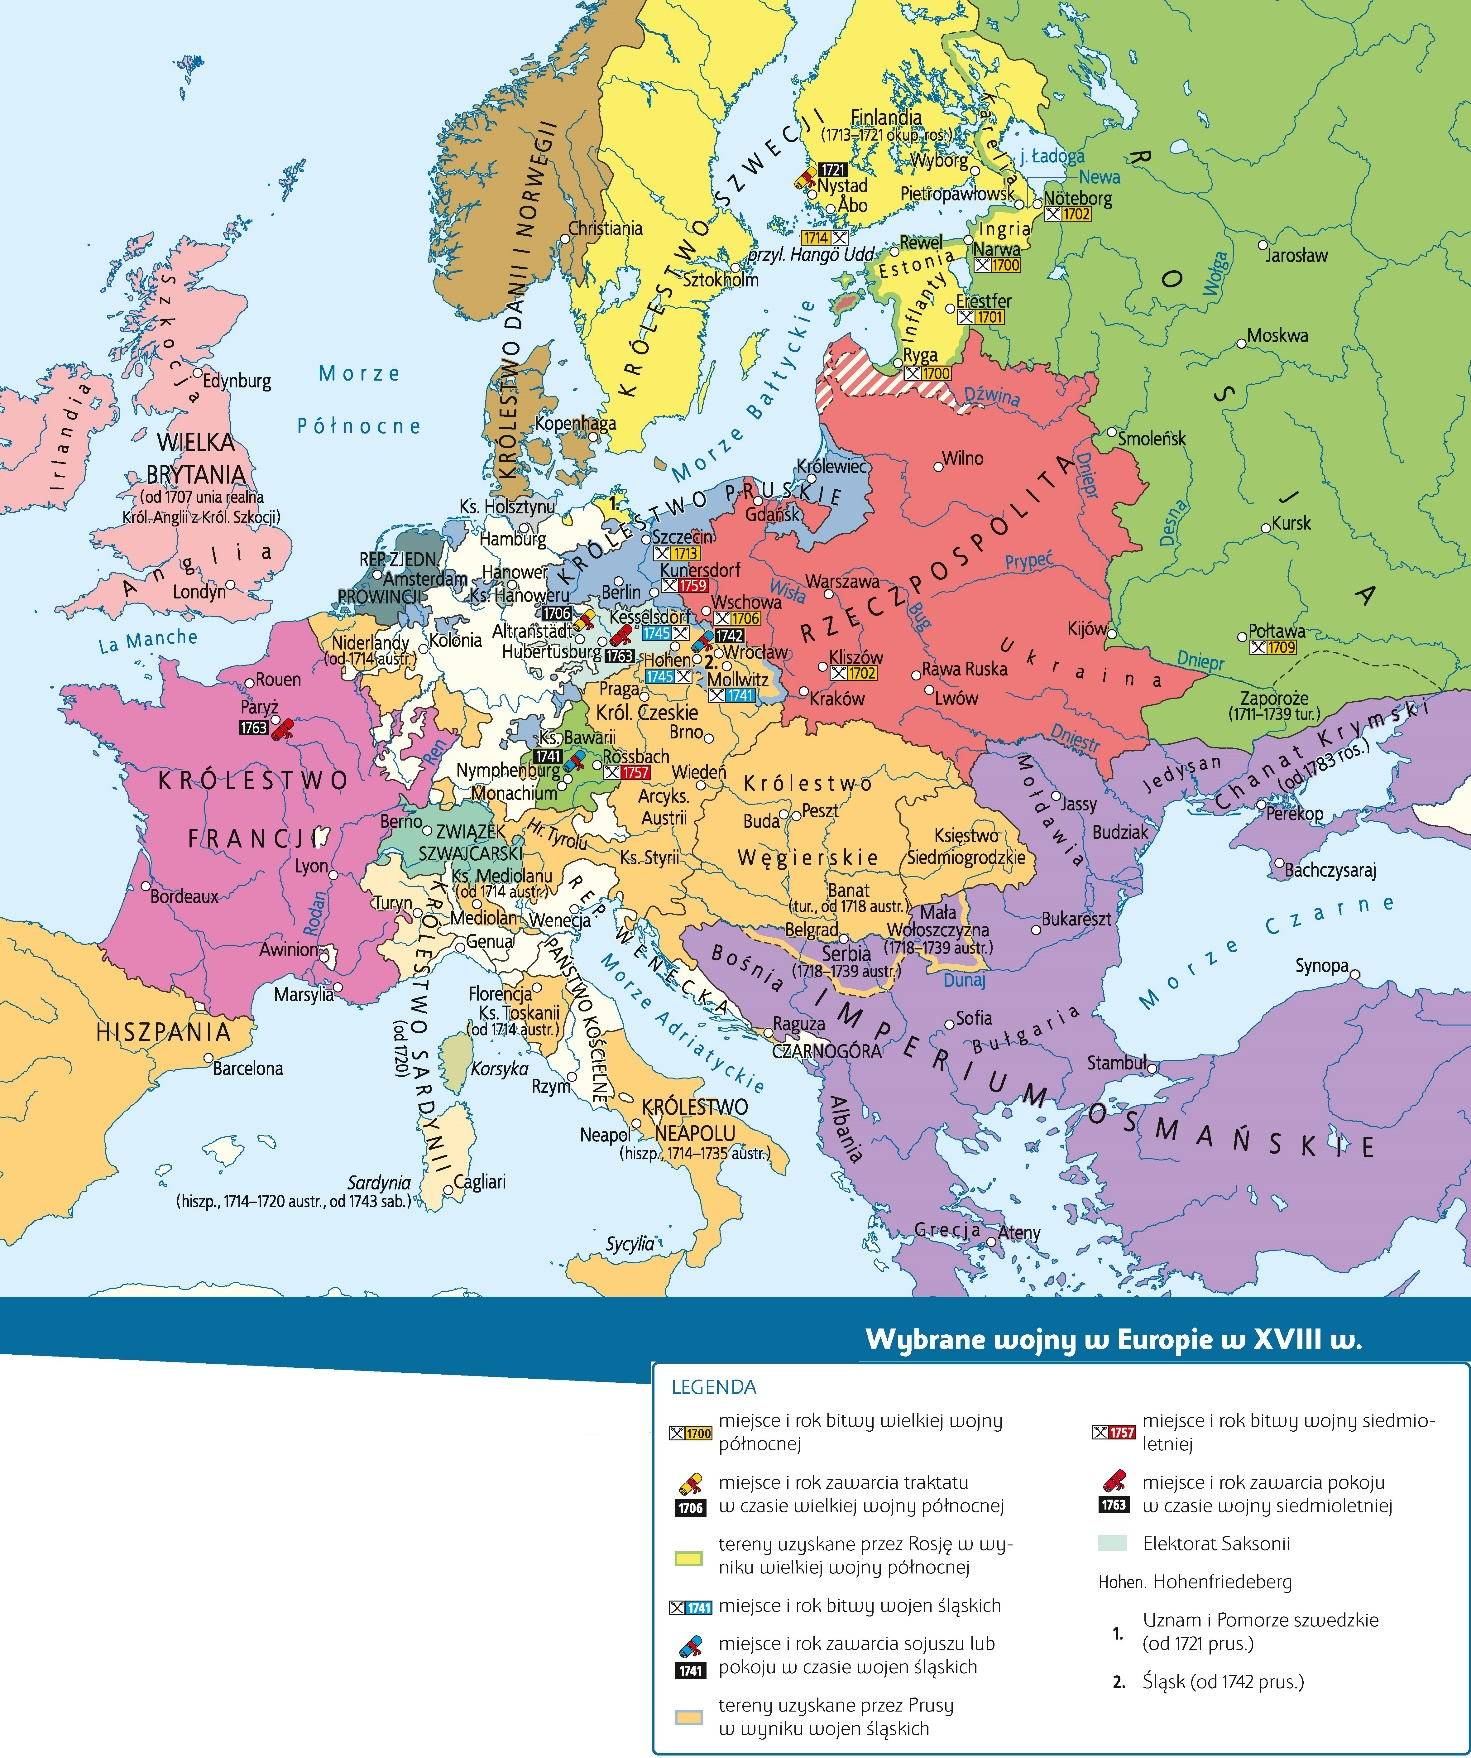 Finlandia
(1713–1721 okup. ros.)
Karelia
Wyborg
j. Ładoga
Newa
1721
Nystad
Åbo
Pietropawłowsk
Nöteborg
1702
Ingria
1714
przyl. Hangö Udd
Rewel
Narwa
1700
Estonia
Inflanty
Erestfer
1701
Ryga
1700
Dźwina
KRÓLESTWO DANII I NORWEGII
Christiania
KRÓLESTWO SZWECJI
Sztokholm
Kopenhaga
Morze Bałtyckie
ROSJA
Jarosław
Wołga
Moskwa
Smoleńsk
Dniepr
Desna
Kursk
Szkocja
Edynburg
Irlandia
WIELKA
BRYTANIA
(od 1707 unia realna
Król. Anglii z Król. Szkocji)
Anglia
Londyn
Morze
Północne
La Manche
Ks. Holsztynu
Hamburg
1.
KRÓLESTWO PRUSKIE
Królewiec
Gdańsk
Szczecin
1713
Kunersdorf
1759
REP. ZJEDN.
Amsterdam
PROWINCJI
Hanower
Ks. Hanoweru
Berlin
1706
Altranstädt
Kesselsdorf
1745
Hubertusburg
1763
Wschowa
1706
1742
Wrocław
2.
Hohen.
1745
Mollwitz
1741
Niderlandy
(od 1714 austr.)
Kolonia
Wilno
RZECZPOSPOLITA
Prypeć
Warszawa
Wisła
Bug
Kijów
Ukraina
Kliszów
1702
Rawa Ruska
Kraków
Lwów
Połtawa
1709
Dniepr
Zaporoże
(1711–1739 tur.)
Dniestr
Rouen
Paryż
1763
KRÓLESTWO
FRANCJI
Lyon
Bordeaux
Rodan
Awinion
Marsylia
Ren
Praga
Król. Czeskie
Brno
Ks. Bawarii
1741
Nymphenburg
Monachium
Rossbach
1757
Wiedeń
Arcyks.
Austrii
Królestwo
Buda
Peszt
Węgierskie
Księstwo
Siedmiogrodzkie
Banat
(tur., od 1718 austr.)
Berno
ZWIĄZEK
SZWAJCARSKI
Hr. Tyrolu
Ks. Styrii
Ks. Mediolanu
(od 1714 austr.)
Turyn
Mediolan
Wenecja
Genua
REP. WENECKA
Mołdawia
Jassy
Budziak
Jedysan
Chanat Krymski
(od 1783 ros.)
Perekop
Bachczysaraj
Morze Czarne
Synopa
Mała
Wołoszczyzna
(1718–1739 austr.)
Bukareszt
Belgrad
Serbia
(1718–1739 austr.)
Dunaj
Bośnia
IMPERIUM OSMAŃSKIE
Sofia
Bułgaria
Raguza
CZARNOGÓRA
Albania
Stambuł
Grecja
Ateny
HISZPANIA
Barcelona
KRÓLESTWO SARDYNII
(od 1720)
Florencja
Ks. Toskanii
(od 1714 austr.)
PAŃSTWO KOŚCIELNE
Morze Adriatyckie
Korsyka
Rzym
KRÓLESTWO
NEAPOLU
Neapol
(hiszp., 1714–1735 austr.)
Sardynia
(hiszp., 1714–1720 austr., od 1743 sab.)
Cagliari
Sycylia
Wybrane wojny w Europie w XVIII w.
LEGENDA
1700 miejsce i rok bitwy wielkiej wojny
północnej
miejsce i rok zawarcia traktatu
1706 w czasie wielkiej wojny północnej
tereny uzyskane przez Rosję w wy-
niku wielkiej wojny północnej
1741 miejsce i rok bitwy wojen śląskich
miejsce i rok zawarcia sojuszu lub
1741 pokoju w czasie wojen śląskich
tereny uzyskane przez Prusy
w wyniku wojen śląskich
1757 miejsce i rok bitwy wojny siedmio-
letniej
miejsce i rok zawarcia pokoju
1763 w czasie wojny siedmioletniej
Elektorat Saksonii
Hohen. Hohenfriedeberg
1. Uznam i Pomorze szwedzkie
(od 1721 prus.)
2. Śląsk (od 1742 prus.)